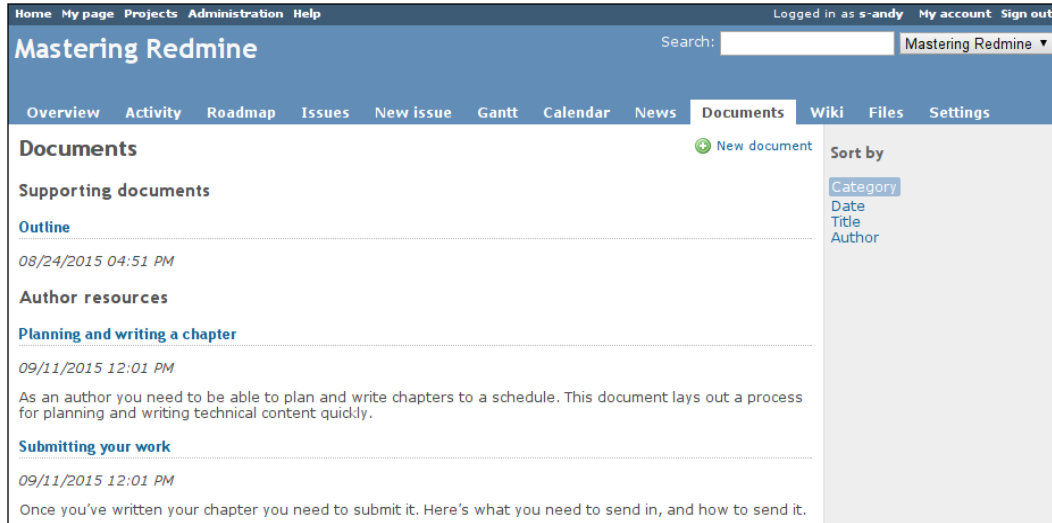 Home My page Projects Administration Help Logged in as s-andy My account Sign out
Mastering Redmine Search: Mastering Redmine ▼
Overview Activity Roadmap Issues New issue Gantt Calendar News Documents Wiki Files Settings
Documents New document
Supporting documents
Outline
08/24/2015 04:51 PM
Author resources
Planning and writing a chapter
09/11/2015 12:01 PM
As an author you need to be able to plan and write chapters to a schedule. This document lays out a process
for planning and writing technical content quickly.
Submitting your work
09/11/2015 12:01 PM
Once you've written your chapter you need to submit it. Here's what you need to send in, and how to send it.
Sort by
Category
Date
Title
Author